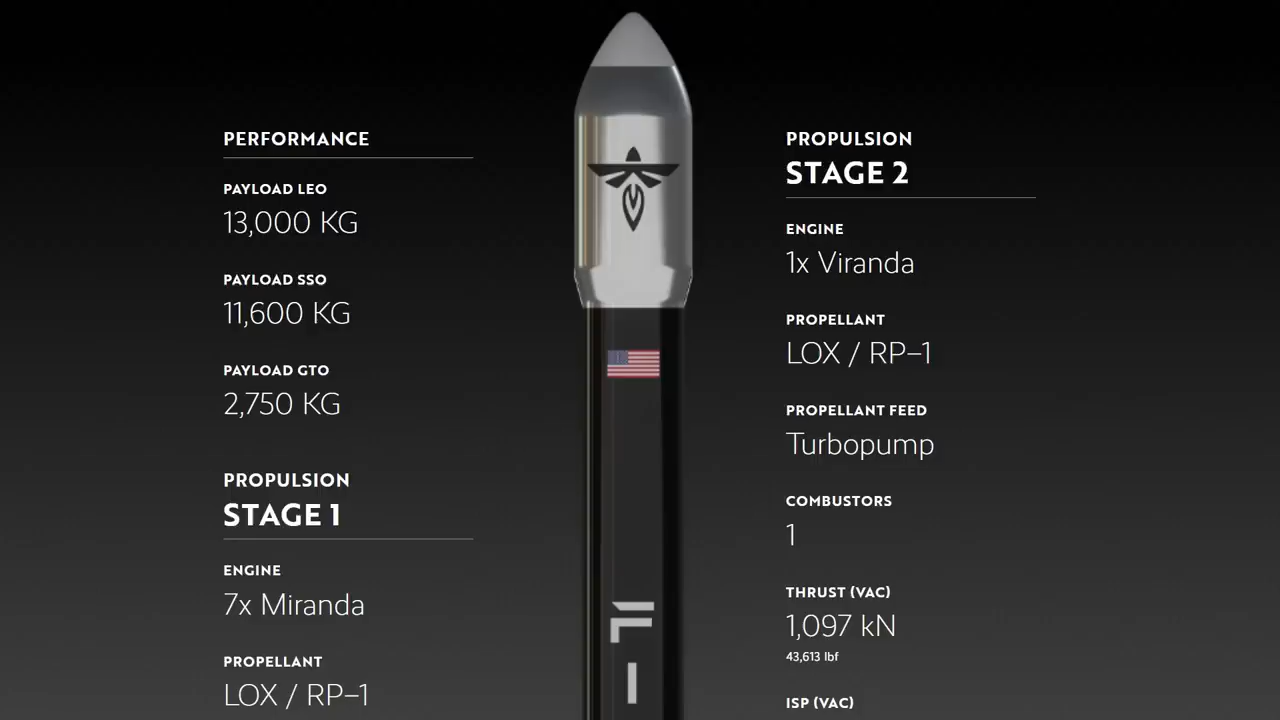 PERFORMANCE
PAYLOAD LEO
13,000 KG
PAYLOAD SSO
11,600 KG
PAYLOAD GTO
2,750 KG
PROPULSION
STAGE 1
ENGINE
7x Miranda
PROPELLANT
LOX / RP–1
FI
PROPULSION
STAGE 2
ENGINE
1x Viranda
PROPELLANT
LOX / RP–1
PROPELLANT FEED
Turbopump
COMBUSTORS
1
THRUST (VAC)
1,097 kN
43,613 lbf
ISP (VAC)